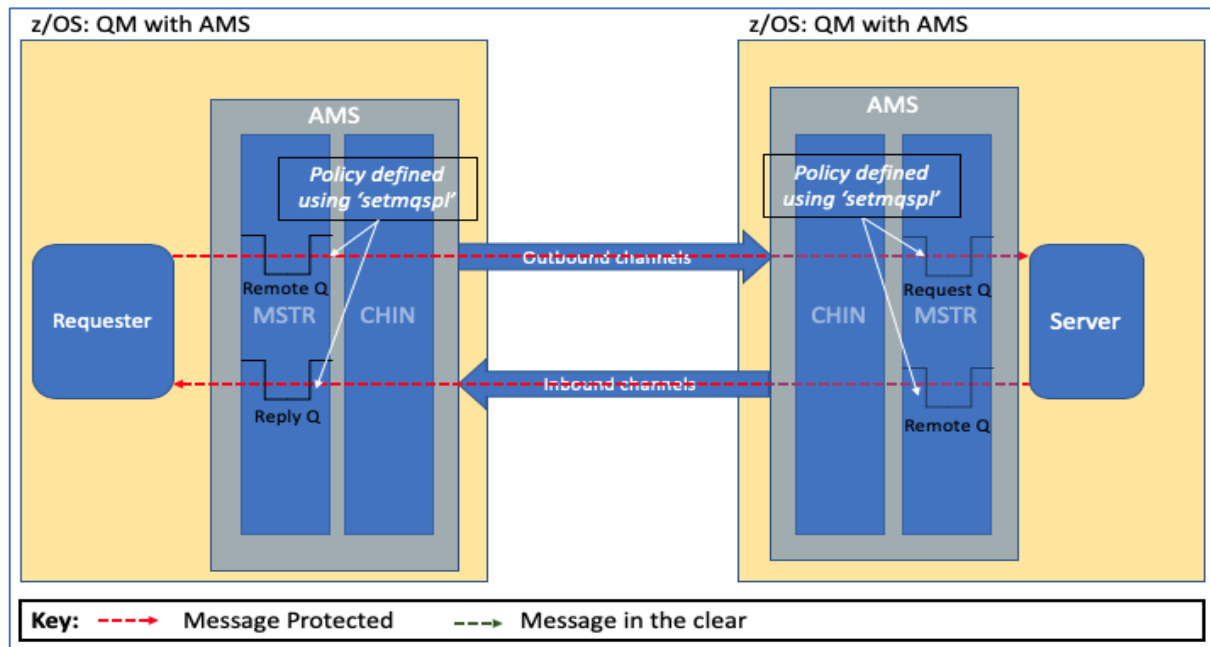 z/OS: QM with AMS
z/OS: QM with AMS
AMS
Policy defined
using ‘setmqspl’
Remote Q
MSTR
CHIN
Reply Q
Requester
Outbound channels
Inbound channels
AMS
Policy defined
using ‘setmqspl’
Request Q
CHIN
MSTR
Remote Q
Server
Key: Message Protected Message in the clear